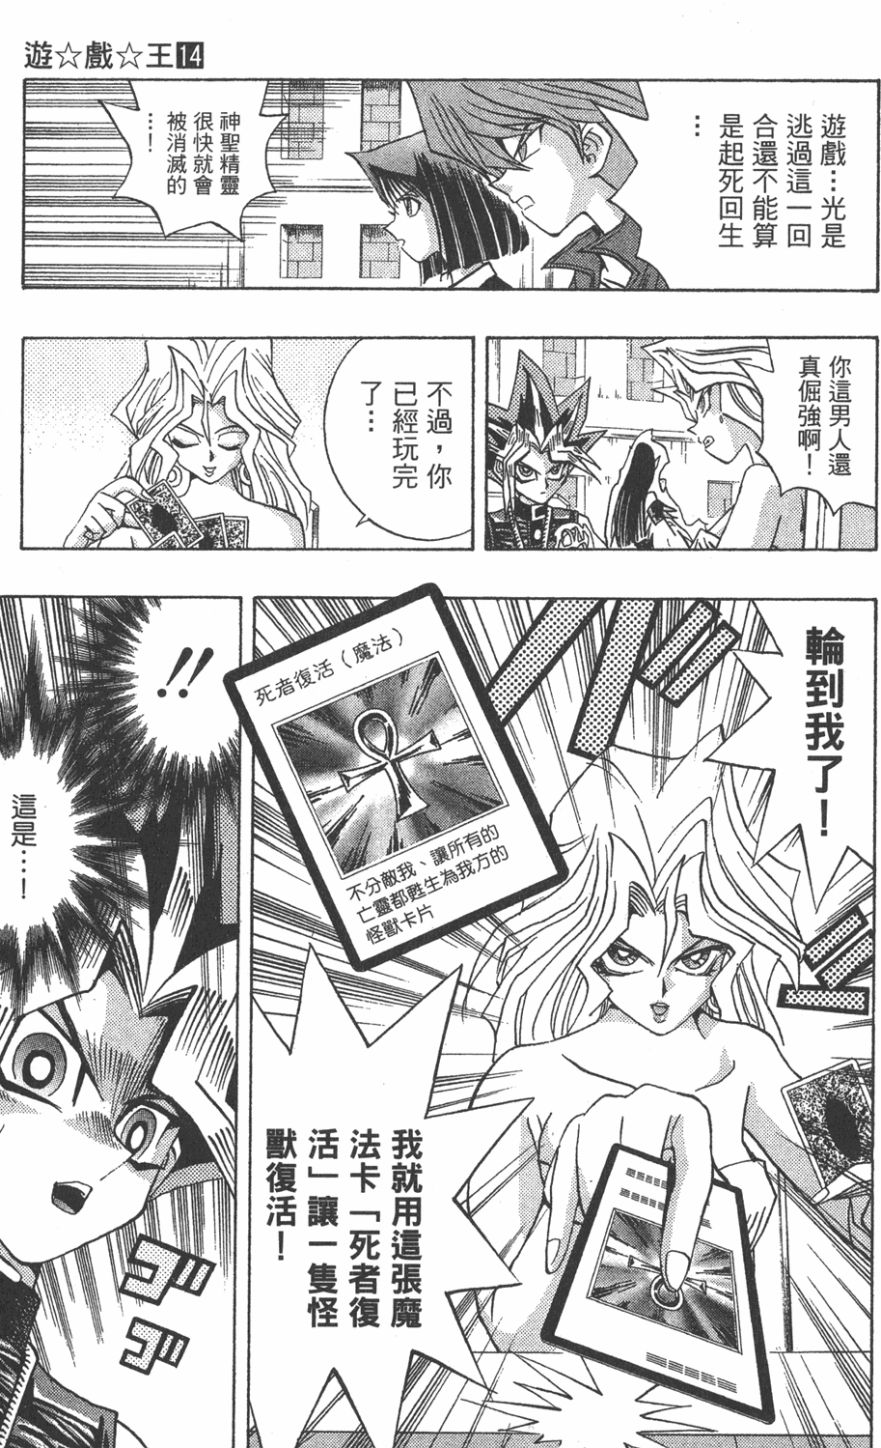 遊☆戲☆王14
遊戲…光是
逃過這一回
合還不能算
是起死回生
…
神聖精靈
很快就會
被消滅的
…！
你這男人還
真倔強啊！
不過，你
已經玩完
了…
輪到我了！
死者復活（魔法）
不分敵我、讓所有的
亡靈都甦生為我方的
怪獸卡片
我就用這張魔
法卡「死者復
活」讓一隻怪
獸復活！
!!
這是…！
ゴゴ